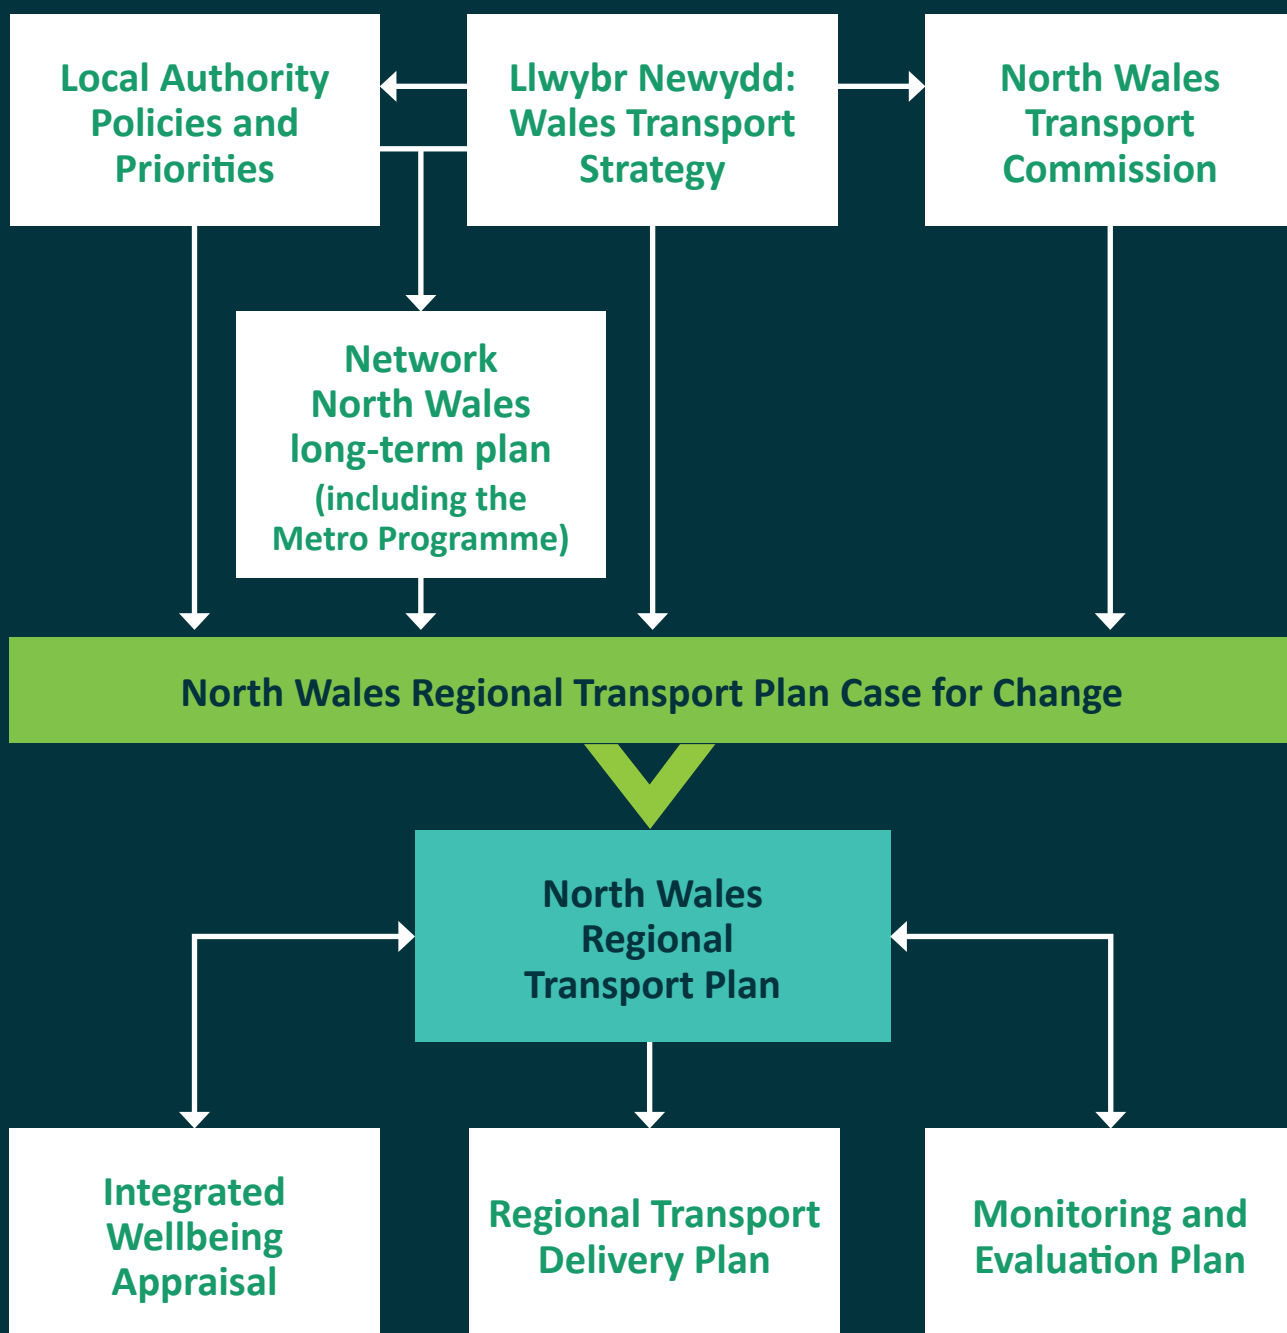 Local Authority
Policies and
Priorities
Llwybr Newydd:
Wales Transport
Strategy
North Wales
Transport
Commission
Network
North Wales
long-term plan
(including the
Metro Programme)
North Wales Regional Transport Plan Case for Change
North Wales
Regional
Transport Plan
Integrated
Wellbeing
Appraisal
Regional Transport
Delivery Plan
Monitoring and
Evaluation Plan